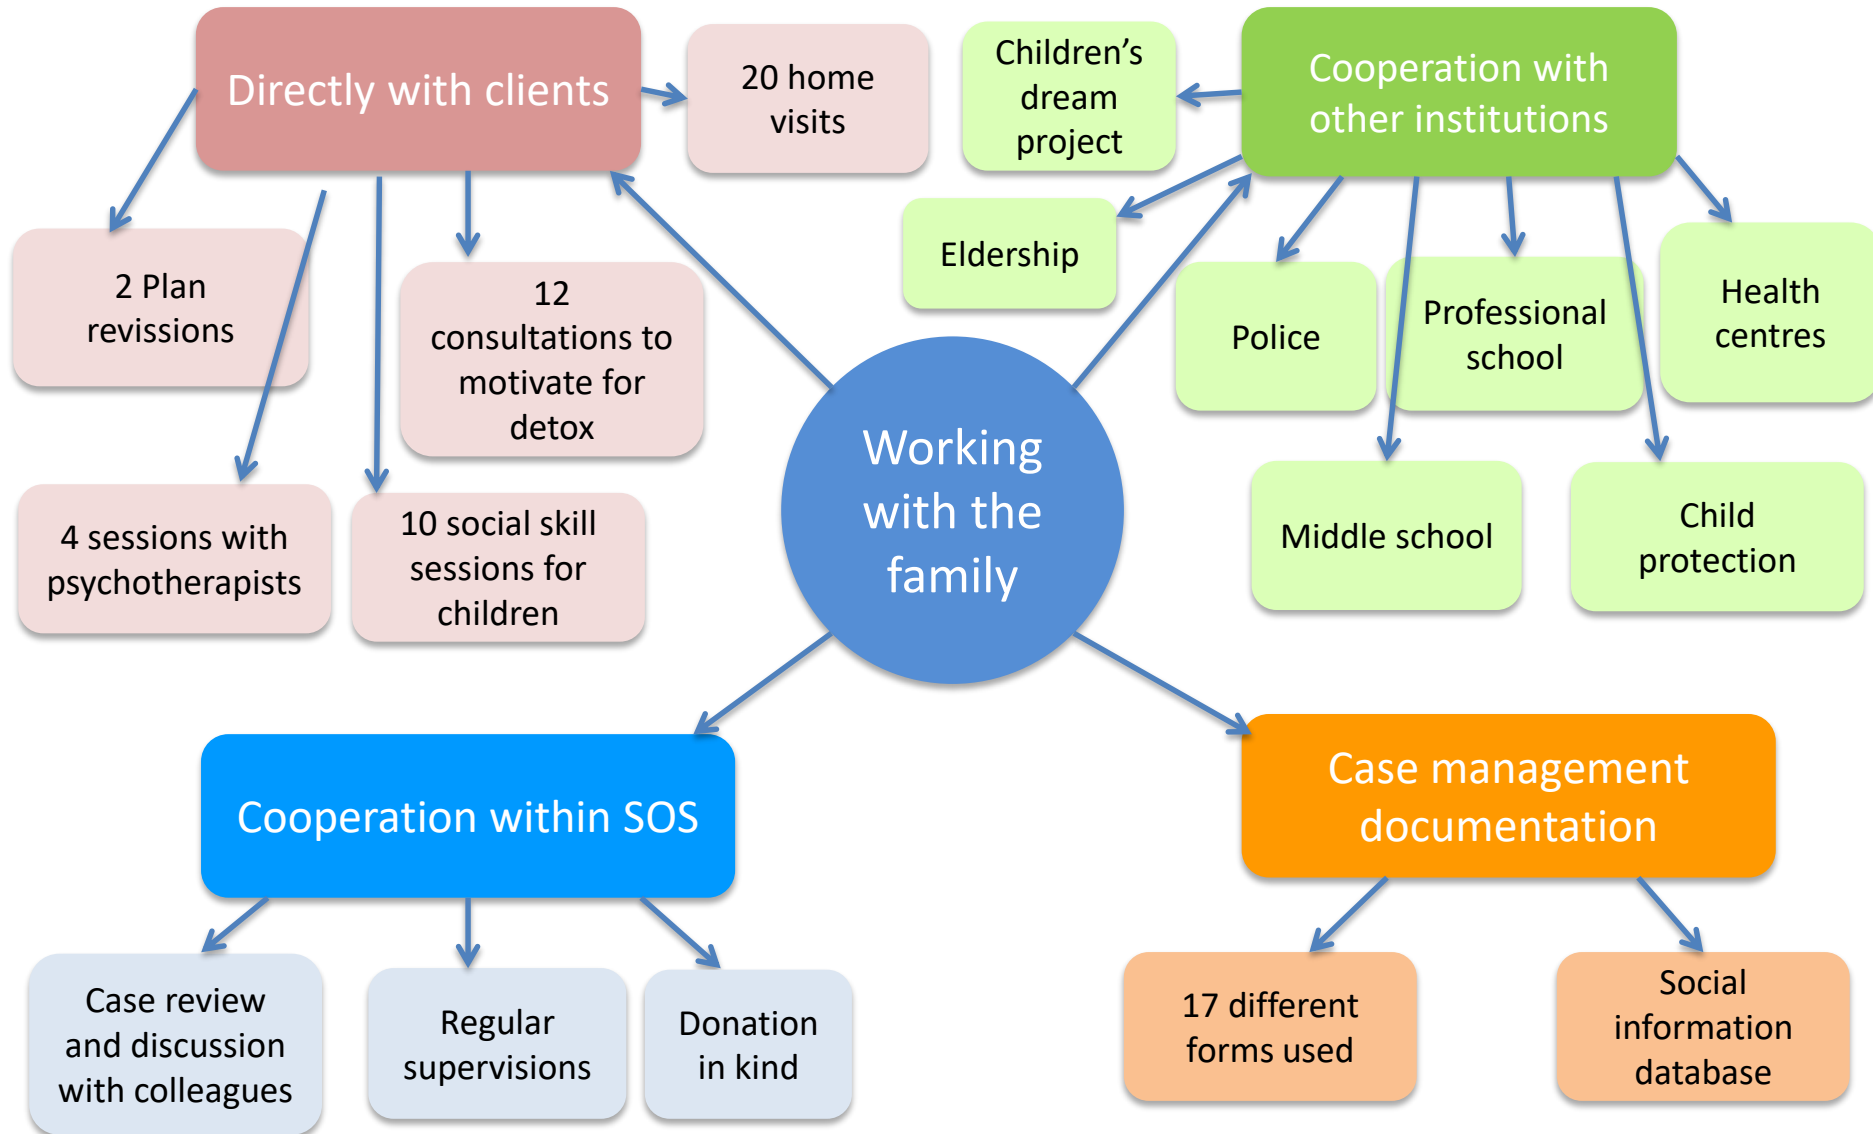 Directly with clients
20 home
visits
Children’s
dream
project
Cooperation with
other institutions
2 Plan
revissions
12
consultations to
motivate for
detox
Eldership
Police
Professional
school
Health
centres
4 sessions with
psychotherapists
10 social skill
sessions for
children
Working
with the
family
Middle school
Child
protection
Cooperation within SOS
Case management
documentation
Case review
and discussion
with colleagues
Regular
supervisions
Donation
in kind
17 different
forms used
Social
information
database